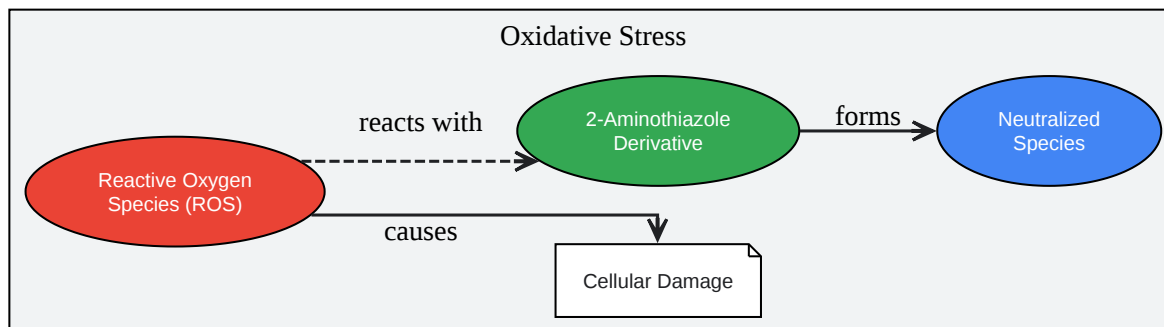 Oxidative Stress
reacts with
2-Aminothiazole
Derivative
forms
Neutralized
Species
Reactive Oxygen
Species (ROS)
causes
Cellular Damage